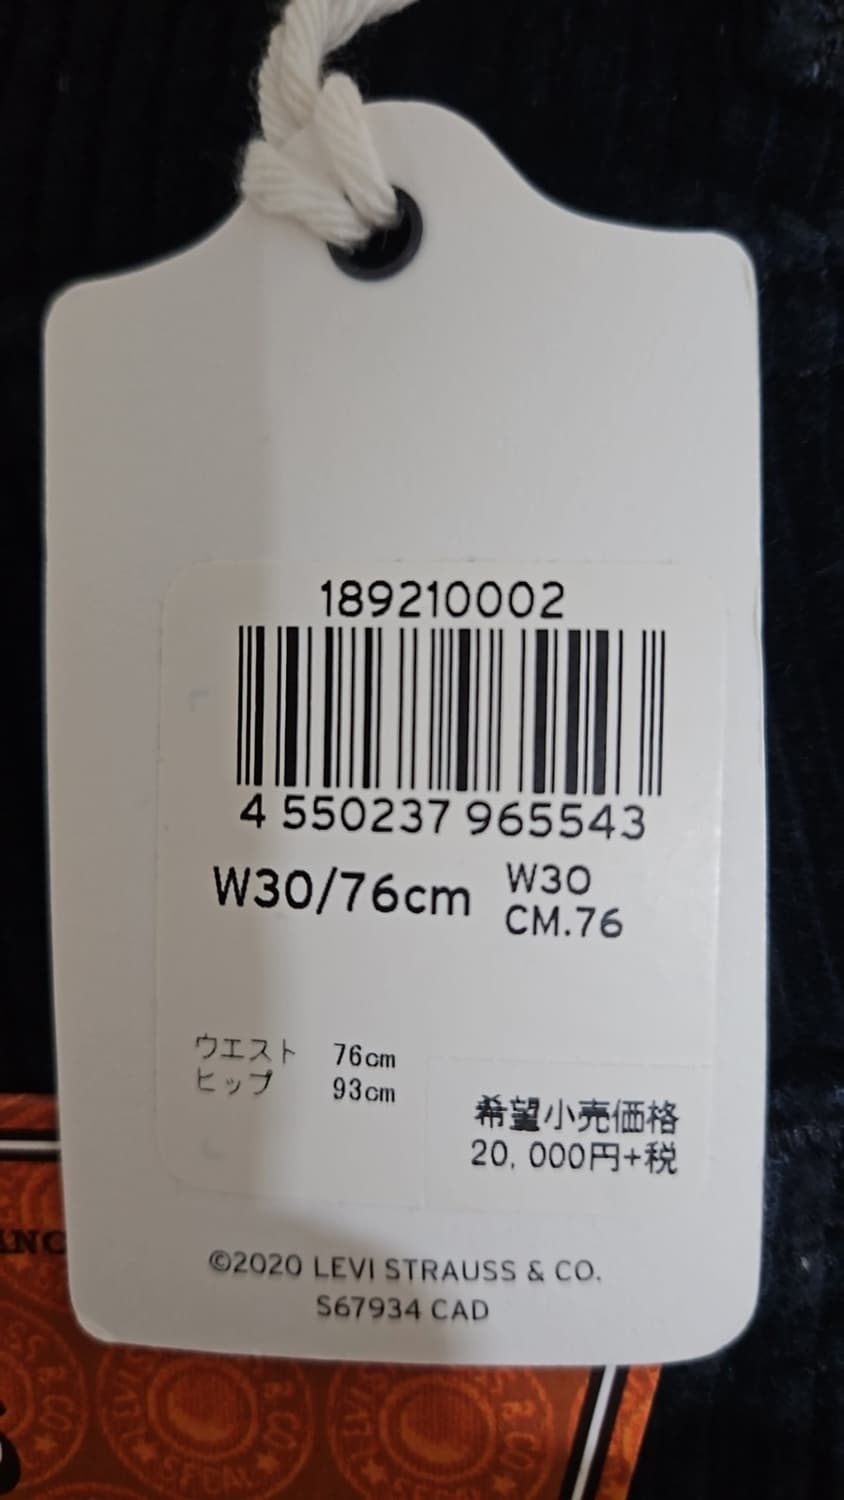 189210002
4 550237 965543
W30/76cm
W30
CM.76
ウエスト 76cm
ヒップ 93cm
希望小売価格
20,000円+税
©2020 LEVI STRAUSS & CO.
S67934 CAD